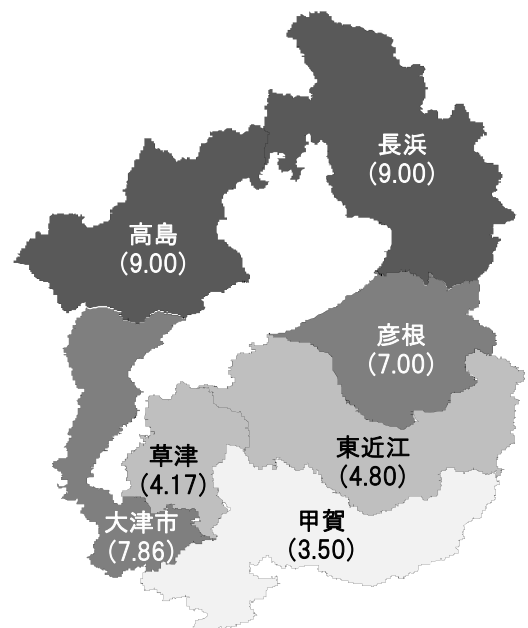 長浜
(9.00)
高島
(9.00)
彦根
(7.00)
東近江
(4.80)
草津
(4.17)
大津市
(7.86)
甲賀
(3.50)